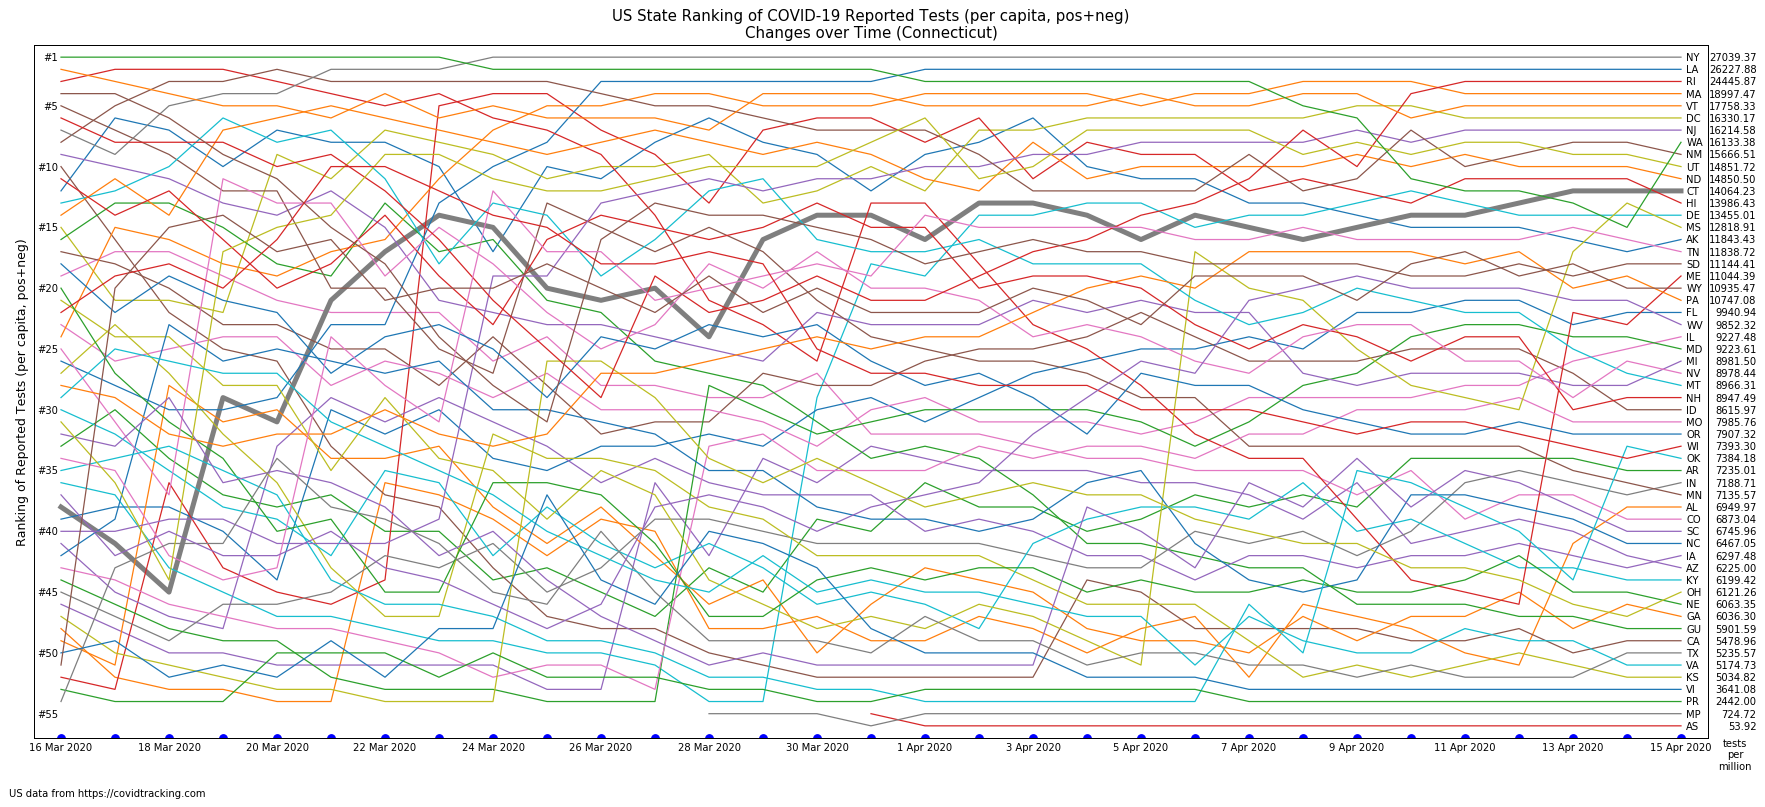 US State Ranking of COVID-19 Reported Tests (per capita, pos+neg)
Changes over Time (Connecticut)
Ranking of Reported Tests (per capita, pos+neg)
#1
#5
#10
#15
#20
#25
#30
#35
#40
#45
#50
#55
NY 27039.37
LA 26227.88
RI 24445.87
MA 18997.47
VT 17758.33
DC 16330.17
NJ 16214.58
WA 16133.38
NM 15666.51
UT 14851.72
ND 14850.50
CT 14064.23
HI 13986.43
DE 13455.01
MS 12818.91
AK 11843.43
TN 11838.72
SD 11144.41
ME 11044.39
WY 10935.47
PA 10747.08
FL 9940.94
WV 9852.32
IL 9227.48
MD 9223.61
MI 8981.50
NV 8978.44
MT 8966.31
NH 8947.49
ID 8615.97
MO 7985.76
OR 7907.32
WI 7393.30
OK 7384.18
AR 7235.01
IN 7188.71
MN 7135.57
AL 6949.97
CO 6873.04
SC 6745.96
NC 6467.05
IA 6297.48
AZ 6225.00
KY 6199.42
OH 6121.26
NE 6063.35
GA 6036.30
GU 5901.59
CA 5478.96
TX 5235.57
VA 5174.73
KS 5034.82
VI 3641.08
PR 2442.00
MP 724.72
AS 53.92
16 Mar 2020 18 Mar 2020 20 Mar 2020 22 Mar 2020 24 Mar 2020 26 Mar 2020 28 Mar 2020 30 Mar 2020 1 Apr 2020 3 Apr 2020 5 Apr 2020 7 Apr 2020 9 Apr 2020 11 Apr 2020 13 Apr 2020 15 Apr 2020
tests
per
million
US data from https://covidtracking.com